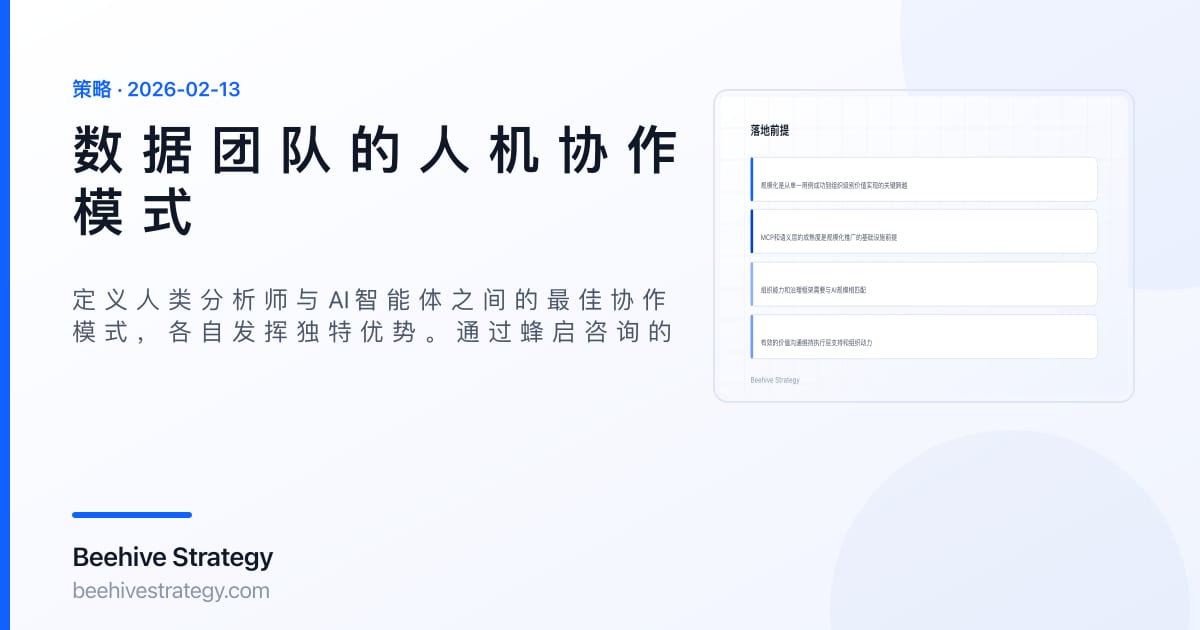 策略 · 2026-02-13
数据团队的人机协作
模式
定义人类分析师与AI智能体之间的最佳协作
模式，各自发挥独特优势。通过蜂启咨询的
落地前提
规模化是从单一用例成功到组织级别价值实现的关键跨越
MCP和语义层的成熟度是规模化推广的基础设施前提
组织能力和治理框架需要与AI规模相匹配
有效的价值沟通维持执行层支持和组织动力
Beehive Strategy
Beehive Strategy
beehivestrategy.com